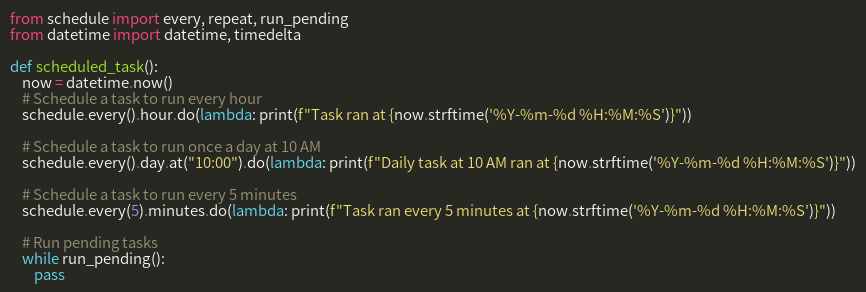 from schedule import every, repeat, run_pending
from datetime import datetime, timedelta
def scheduled_task():
now = datetime.now()
# Schedule a task to run every hour
schedule.every().hour.do(lambda: print(f"Task ran at {now.strftime('%Y-%m-%d %H:%M:%S')}"))
# Schedule a task to run once a day at 10 AM
schedule.every().day.at("10:00").do(lambda: print(f"Daily task at 10 AM ran at {now.strftime('%Y-%m-%d %H:%M:%S')}"))
# Schedule a task to run every 5 minutes
schedule.every(5).minutes.do(lambda: print(f"Task ran every 5 minutes at {now.strftime('%Y-%m-%d %H:%M:%S')}"))
# Run pending tasks
while run_pending():
pass